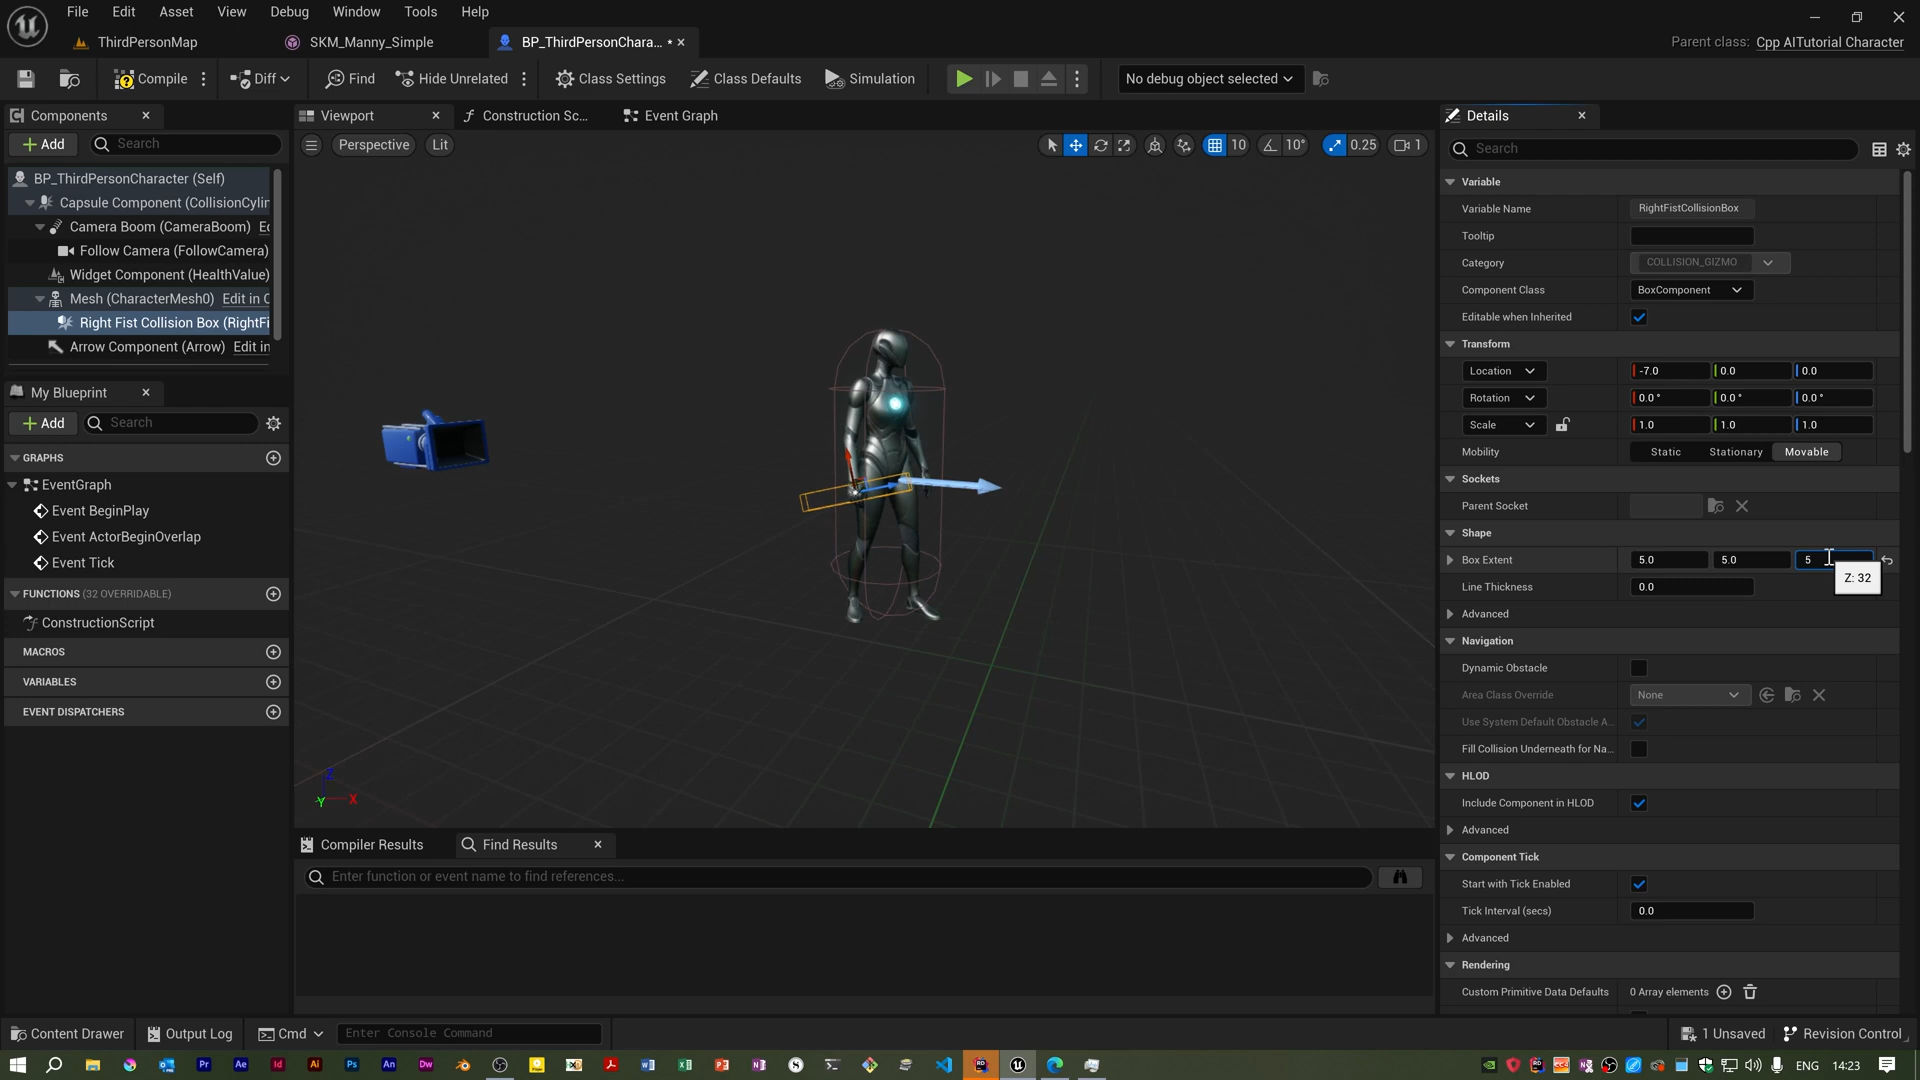 File Edit Asset View Debug Window Tools Help
ThirdPersonMap SKM_Manny_Simple BP_ThirdPersonChara... * Parent class: Cpp AITutorial Character
Compile Diff Find Hide Unrelated Class Settings Class Defaults Simulation No debug object selected
Components
Add Search
BP_ThirdPersonCharacter (Self)
Capsule Component (CollisionCylin
Camera Boom (CameraBoom) Ec
Follow Camera (FollowCamera)
Widget Component (HealthValue)
Mesh (CharacterMesh0) Edit in C
Right Fist Collision Box (RightFi
Arrow Component (Arrow) Edit in
My Blueprint
Add Search
GRAPHS
EventGraph
Event BeginPlay
Event ActorBeginOverlap
Event Tick
FUNCTIONS (32 OVERRIDABLE)
ConstructionScript
MACROS
VARIABLES
EVENT DISPATCHERS
Viewport Construction Sc... Event Graph
Perspective Lit 10 10° 0.25 1
Z
Y X
Compiler Results Find Results
Enter function or event name to find references...
Details
Search
Variable
Variable Name RightFistCollisionBox
Tooltip
Category COLLISION_GIZMO
Component Class BoxComponent
Editable when Inherited
Transform
Location -7.0 0.0 0.0
Rotation 0.0 ° 0.0 ° 0.0 °
Scale 1.0 1.0 1.0
Mobility Static Stationary Movable
Sockets
Parent Socket
Shape
Box Extent 5.0 5.0 5
Z: 32
Line Thickness 0.0
Advanced
Navigation
Dynamic Obstacle
Area Class Override None
Use System Default Obstacle A...
Fill Collision Underneath for Na...
HLOD
Include Component in HLOD
Advanced
Component Tick
Start with Tick Enabled
Tick Interval (secs) 0.0
Advanced
Rendering
Custom Primitive Data Defaults 0 Array elements
Content Drawer Output Log Cmd Enter Console Command 1 Unsaved Revision Control
Pr Ae Id Ai Ps An Dw ENG 14:23